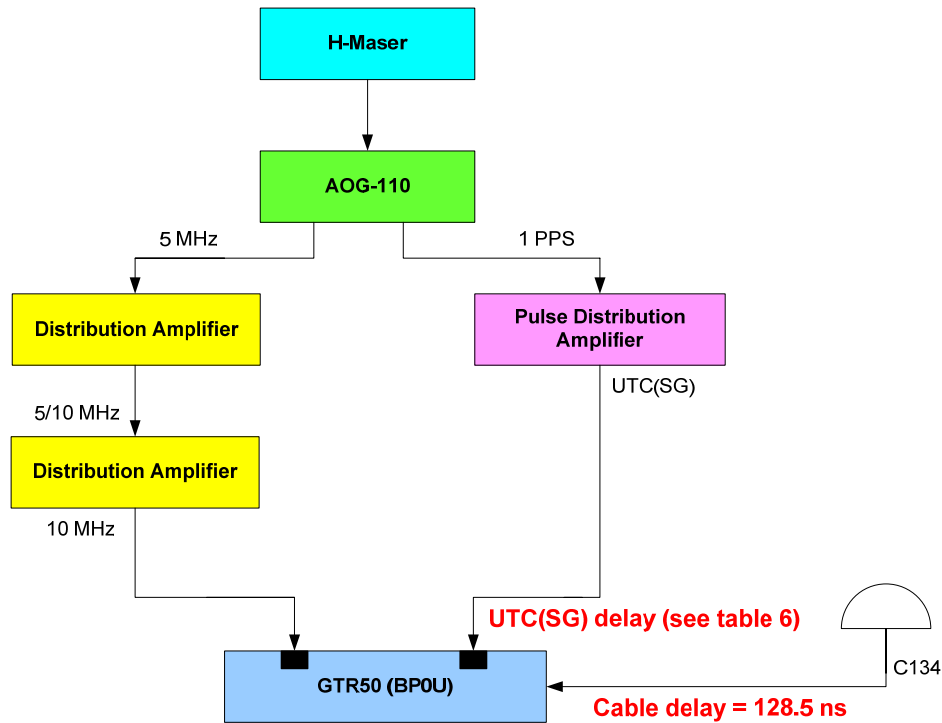 H-Maser
AOG-110
5 MHz
1 PPS
Distribution Amplifier
Pulse Distribution
Amplifier
UTC(SG)
5/10 MHz
Distribution Amplifier
10 MHz
UTC(SG) delay (see table 6)
C134
GTR50 (BP0U)
Cable delay = 128.5 ns